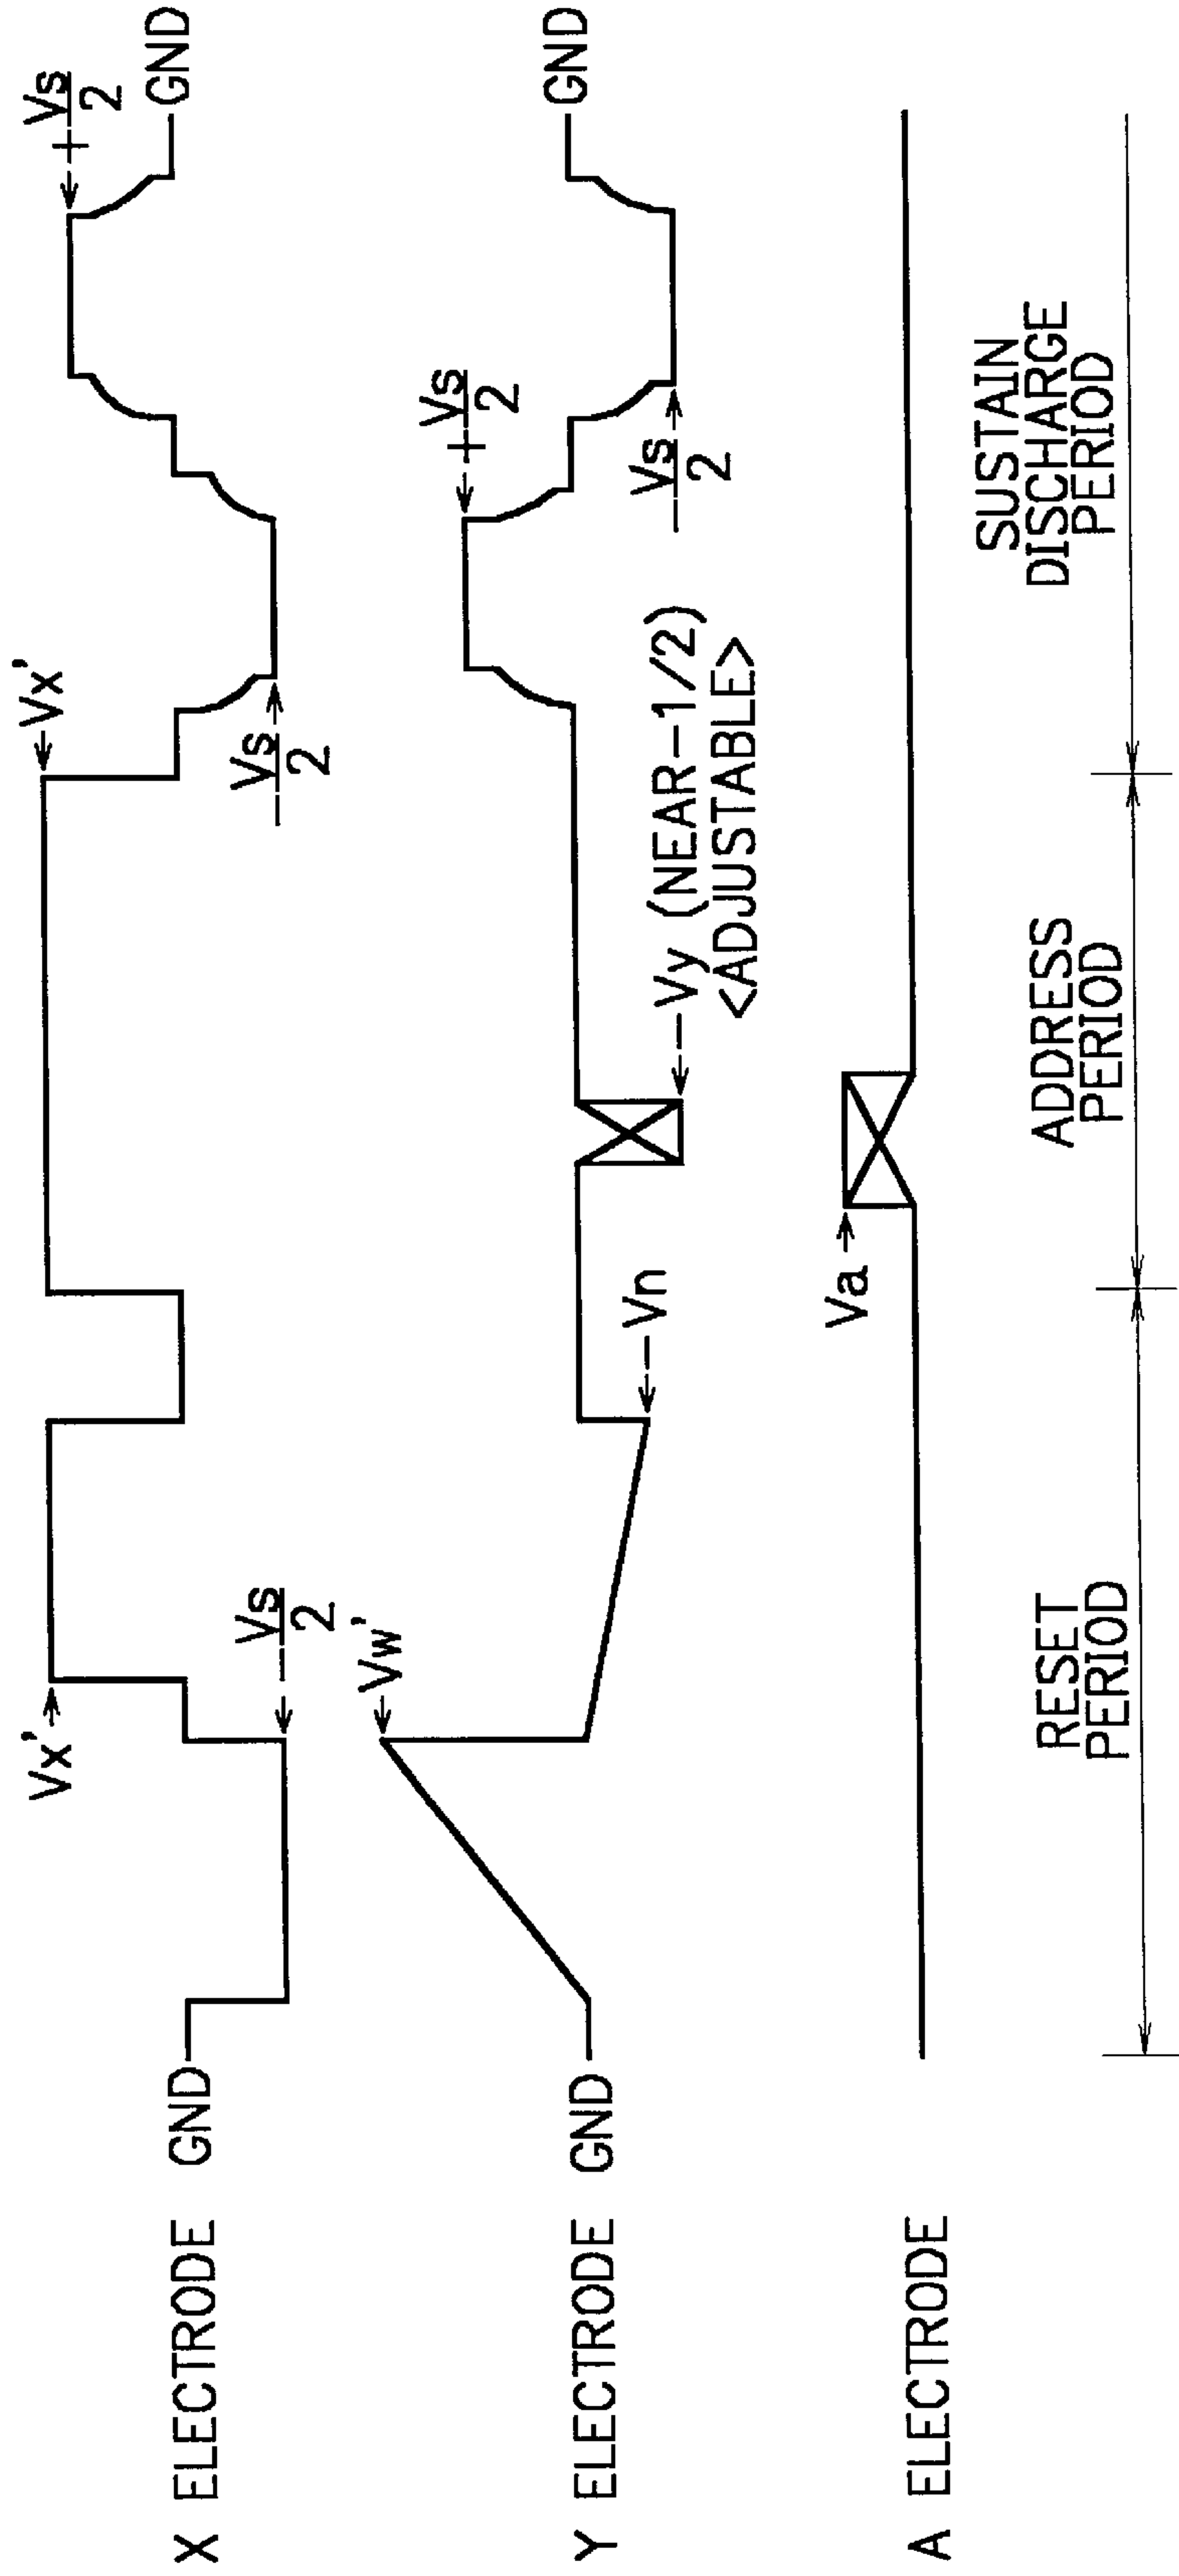 X ELECTRODE GND
Vx'
-Vs/2
Vx'
-Vs/2
+Vs/2
GND
Y ELECTRODE GND
Vw'
-Vn
-Vy (NEAR-1/2)
<ADJUSTABLE>
+Vs/2
-Vs/2
GND
A ELECTRODE
Va
RESET
PERIOD
ADDRESS
PERIOD
SUSTAIN
DISCHARGE
PERIOD